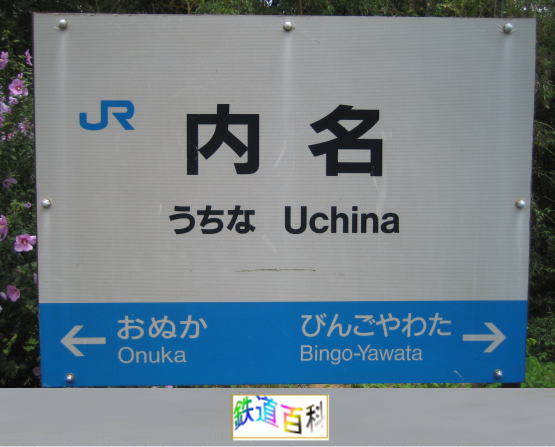 JR
内名
うちな Uchina
← おぬか びんごやわた →
Onuka Bingo-Yawata
鉄道百科